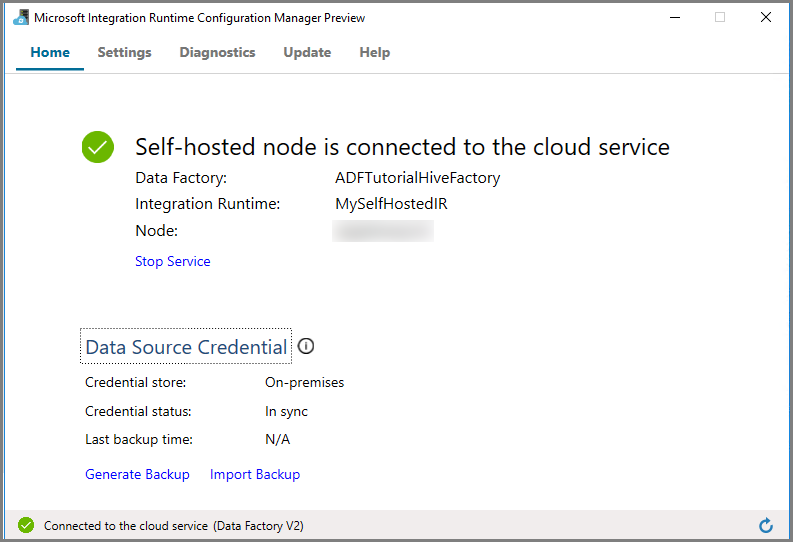 Microsoft Integration Runtime Configuration Manager Preview
Home Settings Diagnostics Update Help
Self-hosted node is connected to the cloud service
Data Factory: ADFTutorialHiveFactory
Integration Runtime: MySelfHostedIR
Node:
Stop Service
Data Source Credential
Credential store: On-premises
Credential status: In sync
Last backup time: N/A
Generate Backup Import Backup
Connected to the cloud service (Data Factory V2)